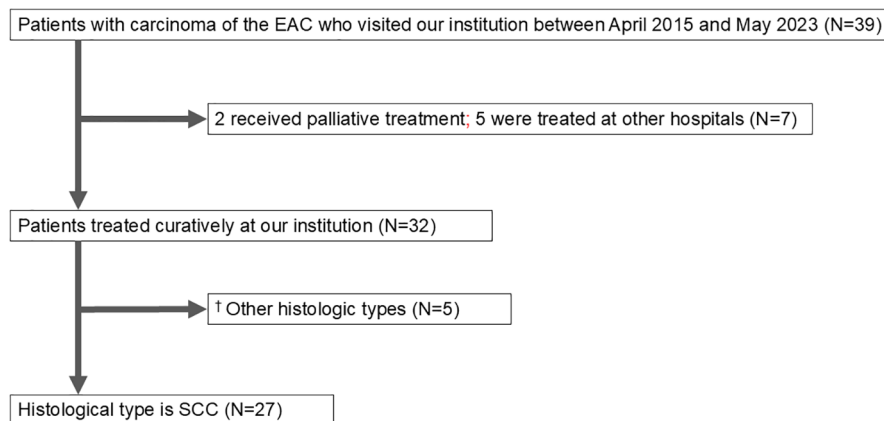 Patients with carcinoma of the EAC who visited our institution between April 2015 and May 2023 (N=39)
2 received palliative treatment; 5 were treated at other hospitals (N=7)
Patients treated curatively at our institution (N=32)
† Other histologic types (N=5)
Histological type is SCC (N=27)